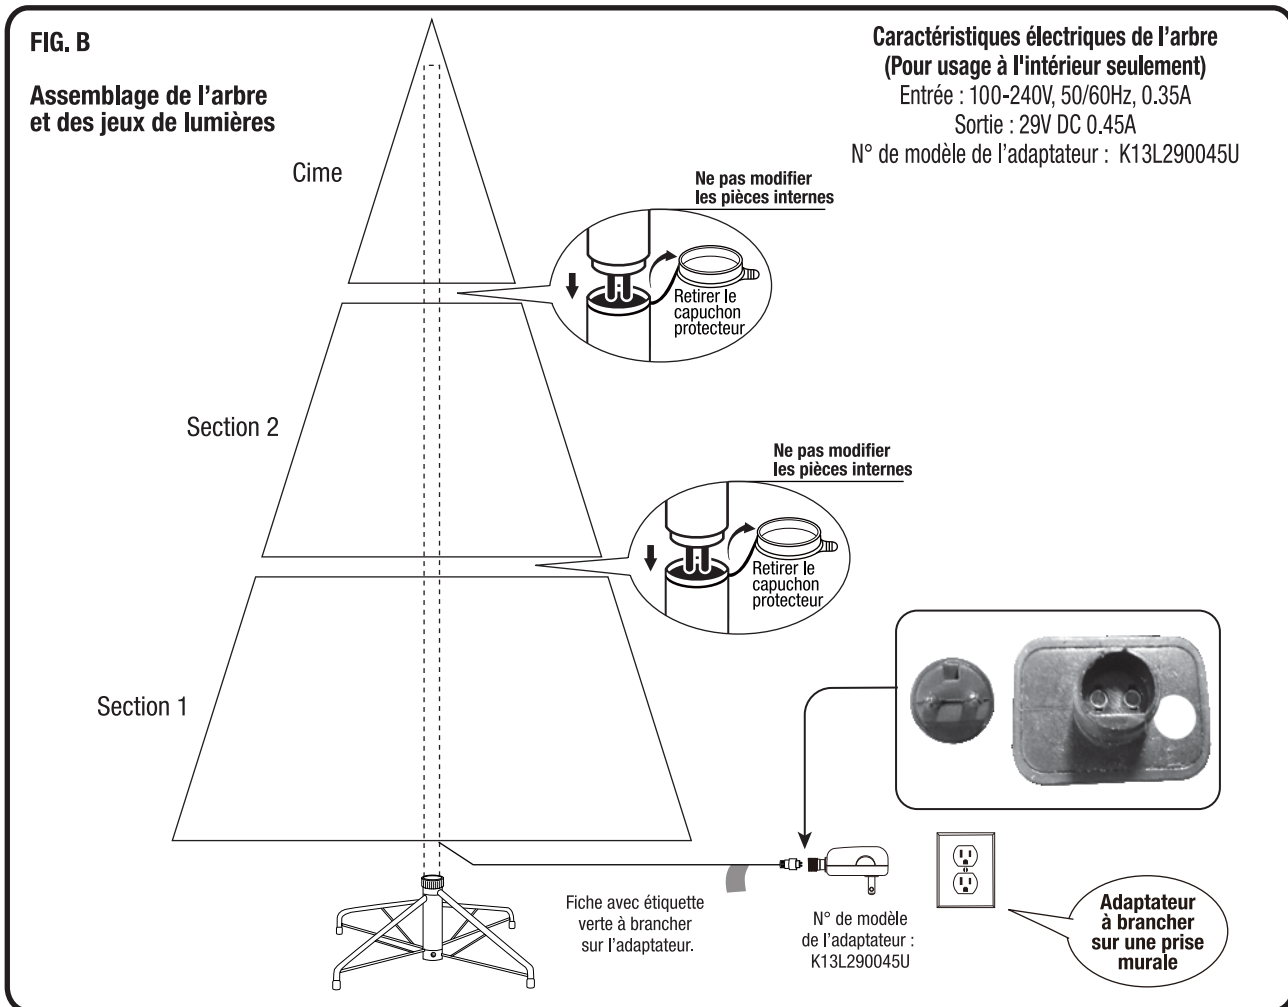 FIG. B
Assemblage de l'arbre
et des jeux de lumières
Caractéristiques électriques de l'arbre
(Pour usage à l'intérieur seulement)
Entrée : 100-240V, 50/60Hz, 0.35A
Sortie : 29V DC 0.45A
N° de modèle de l'adaptateur : K13L290045U
Cime
Ne pas modifier
les pièces internes
Retirer le
capuchon
protecteur
Section 2
Ne pas modifier
les pièces internes
Retirer le
capuchon
protecteur
Section 1
Fiche avec étiquette
verte à brancher
sur l'adaptateur.
N° de modèle
de l'adaptateur :
K13L290045U
Adaptateur
à brancher
sur une prise
murale